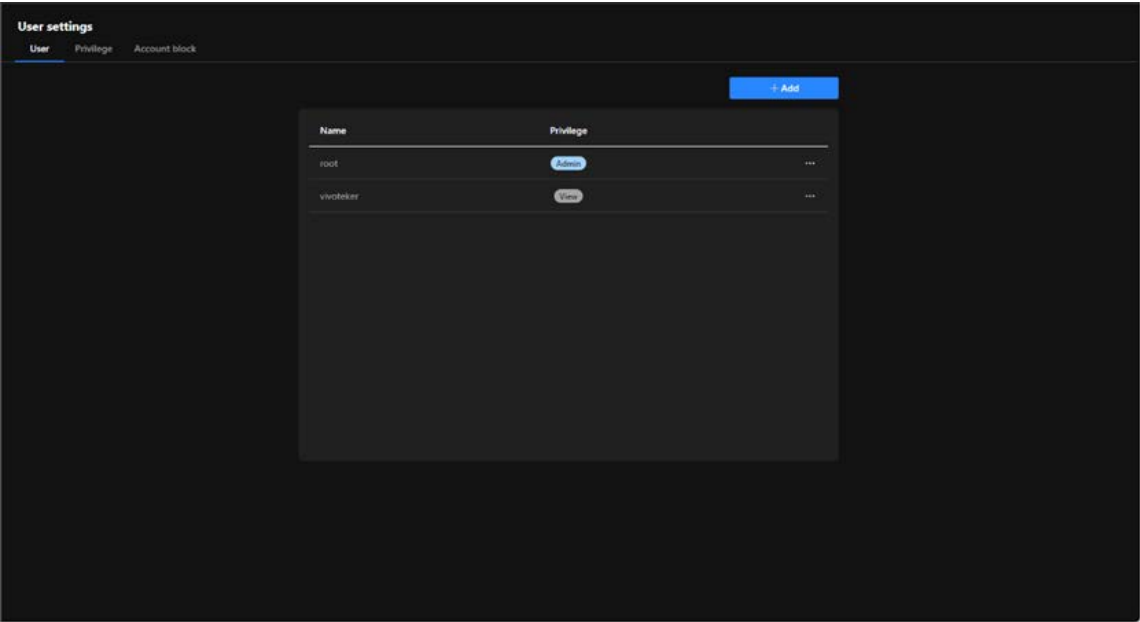 User settings
User Privilege Account block
+ Add
Name Privilege
root Admin ...
vivoteker View ...